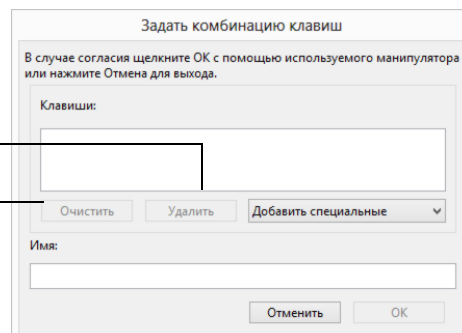 Задать комбинацию клавиш
В случае согласия щелкните ОК с помощью используемого манипулятора
или нажмите Отмена для выхода.
Клавиши:
Очистить Удалить Добавить специальные
Имя:
Отменить ОК